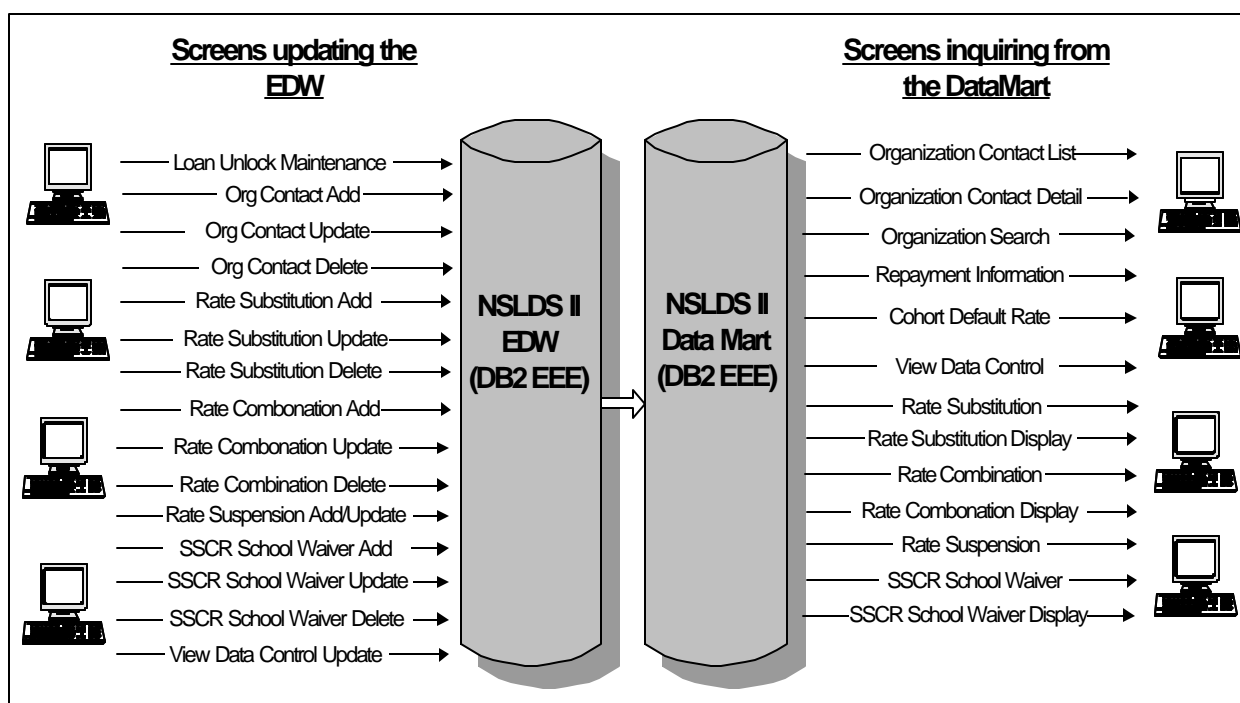 Screens updating the
EDW
Loan Unlock Maintenance
Org Contact Add
Org Contact Update
Org Contact Delete
Rate Substitution Add
Rate Substitution Update
Rate Substitution Delete
Rate Combonation Add
Rate Combonation Update
Rate Combination Delete
Rate Suspension Add/Update
SSCR School Waiver Add
SSCR School Waiver Update
SSCR School Waiver Delete
View Data Control Update
NSLDS II
EDW
(DB2 EEE)
NSLDS II
Data Mart
(DB2 EEE)
Screens inquiring from
the DataMart
Organization Contact List
Organization Contact Detail
Organization Search
Repayment Information
Cohort Default Rate
View Data Control
Rate Substitution
Rate Substitution Display
Rate Combination
Rate Combonation Display
Rate Suspension
SSCR School Waiver
SSCR School Waiver Display